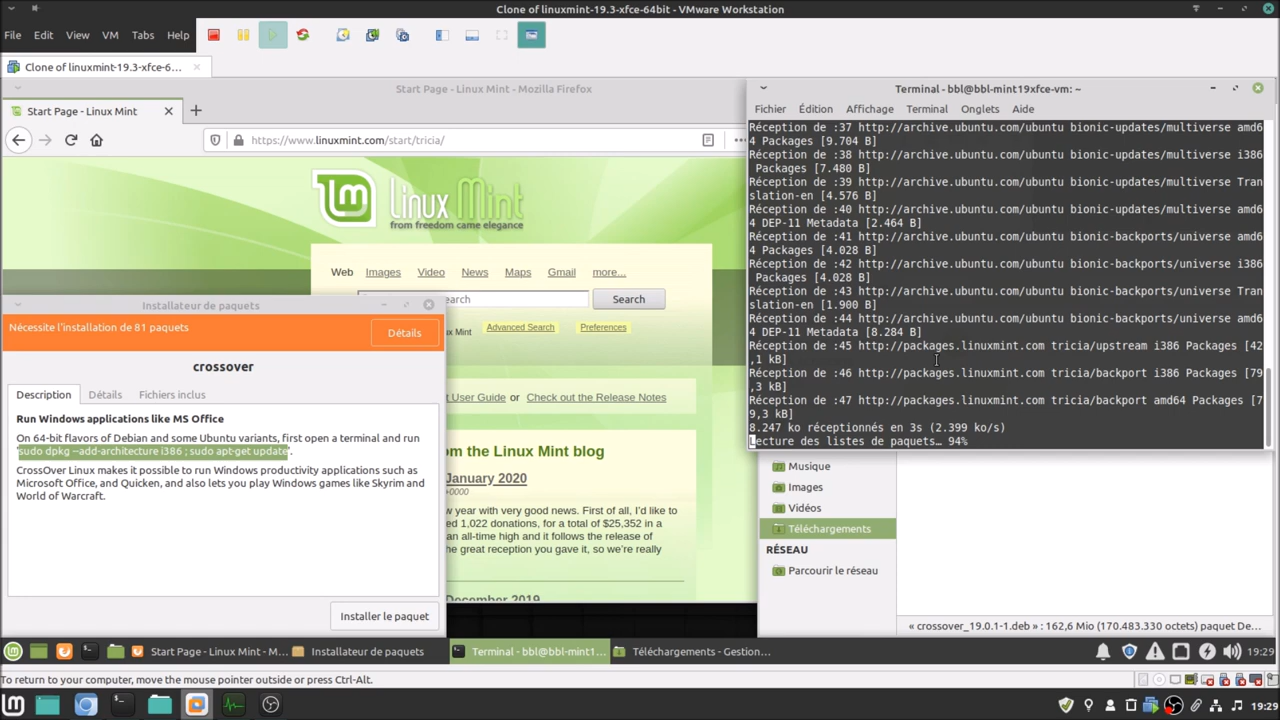 Clone of linuxmint-19.3-xfce-64bit - VMware Workstation
File Edit View VM Tabs Help
Clone of linuxmint-19.3-xfce-6...
Start Page - Linux Mint - Mozilla Firefox
Start Page - Linux Mint
https://www.linuxmint.com/start/tricia/
Linux Mint
from freedom came elegance
Web Images Video News Maps Gmail more...
earch
Search
Mint
Advanced Search
Preferences
t User Guide or Check out the Release Notes
om the Linux Mint blog
January 2020
+0000
w year with very good news. First of all, I'd like to
ed 1,022 donations, for a total of $25,352 in a
an all-time high and it follows the release of
he great reception you gave it, so we're really
December 2019
Installateur de paquets
Nécessite l'installation de 81 paquets
Détails
crossover
Description Détails Fichiers inclus
Run Windows applications like MS Office
On 64-bit flavors of Debian and some Ubuntu variants, first open a terminal and run
'sudo dpkg --add-architecture i386 ; sudo apt-get update'.
CrossOver Linux makes it possible to run Windows productivity applications such as
Microsoft Office, and Quicken, and also lets you play Windows games like Skyrim and
World of Warcraft.
Installer le paquet
Terminal - bbl@bbl-mint19xfce-vm: ~
Fichier Édition Affichage Terminal Onglets Aide
Réception de :37 http://archive.ubuntu.com/ubuntu bionic-updates/multiverse amd6
4 Packages [9.704 B]
Réception de :38 http://archive.ubuntu.com/ubuntu bionic-updates/multiverse i386
Packages [7.480 B]
Réception de :39 http://archive.ubuntu.com/ubuntu bionic-updates/multiverse Tran
slation-en [4.576 B]
Réception de :40 http://archive.ubuntu.com/ubuntu bionic-updates/multiverse amd6
4 DEP-11 Metadata [2.464 B]
Réception de :41 http://archive.ubuntu.com/ubuntu bionic-backports/universe amd6
4 Packages [4.028 B]
Réception de :42 http://archive.ubuntu.com/ubuntu bionic-backports/universe i386
Packages [4.028 B]
Réception de :43 http://archive.ubuntu.com/ubuntu bionic-backports/universe Tran
slation-en [1.900 B]
Réception de :44 http://archive.ubuntu.com/ubuntu bionic-backports/universe amd6
4 DEP-11 Metadata [8.284 B]
Réception de :45 http://packages.linuxmint.com tricia/upstream i386 Packages [42
,1 kB]
Réception de :46 http://packages.linuxmint.com tricia/backport i386 Packages [79
,3 kB]
Réception de :47 http://packages.linuxmint.com tricia/backport amd64 Packages [7
9,3 kB]
8.247 ko réceptionnés en 3s (2.399 ko/s)
Lecture des listes de paquets… 94%
Musique
Images
Vidéos
Téléchargements
RÉSEAU
Parcourir le réseau
« crossover_19.0.1-1.deb » : 162,6 Mio (170.483.330 octets) paquet De...
Start Page - Linux Mint - M...
Installateur de paquets
Terminal - bbl@bbl-mint1...
Téléchargements - Gestion...
19:29
To return to your computer, move the mouse pointer outside or press Ctrl-Alt.
19:29